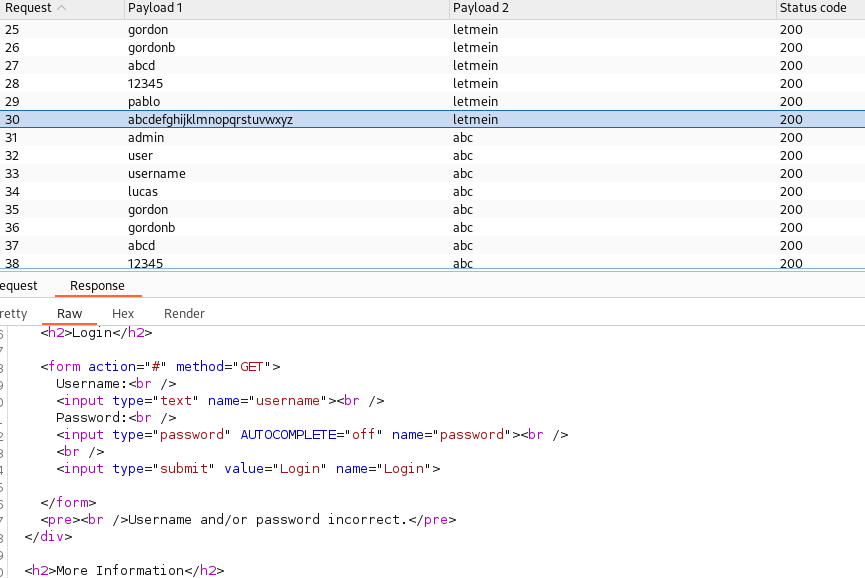 Request Payload 1 Payload 2 Status code
25 gordon letmein 200
26 gordonb letmein 200
27 abcd letmein 200
28 12345 letmein 200
29 pablo letmein 200
30 abcdefghijklmnopqrstuvwxyz letmein 200
31 admin abc 200
32 user abc 200
33 username abc 200
34 lucas abc 200
35 gordon abc 200
36 gordonb abc 200
37 abcd abc 200
38 12345 abc 200
equest Response
retty Raw Hex Render
6 <h2>Login</h2>
7
8 <form action="#" method="GET">
9 Username:<br />
0 <input type="text" name="username"><br />
Password:<br />
2 <input type="password" AUTOCOMPLETE="off" name="password"><br />
3 <br />
4 <input type="submit" value="Login" name="Login">
5
6 </form>
7 <pre><br />Username and/or password incorrect.</pre>
8 </div>
9
0 <h2>More Information</h2>